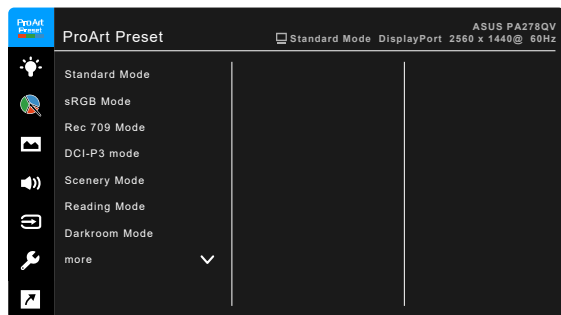 ProArt
Preset
ProArt Preset
ASUS PA278QV
Standard Mode DisplayPort 2560 x 1440@ 60Hz
Standard Mode
sRGB Mode
Rec 709 Mode
DCI-P3 mode
Scenery Mode
Reading Mode
Darkroom Mode
more